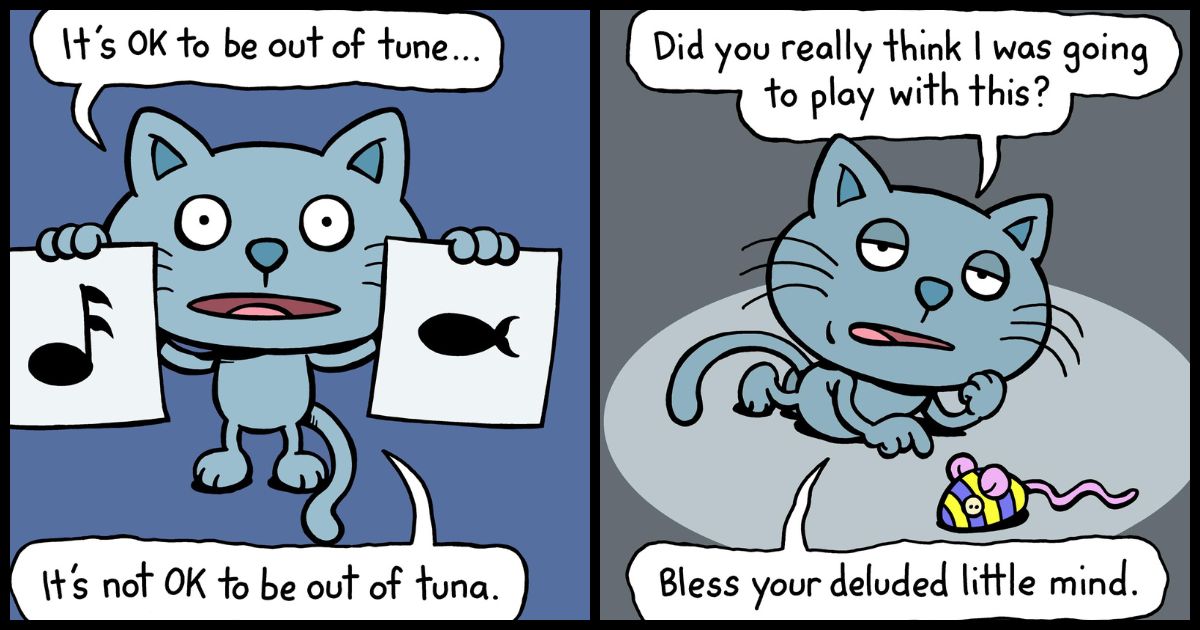 It's OK to be out of tune...
It's not OK to be out of tuna.
Did you really think I was going
to play with this?
Bless your deluded little mind.